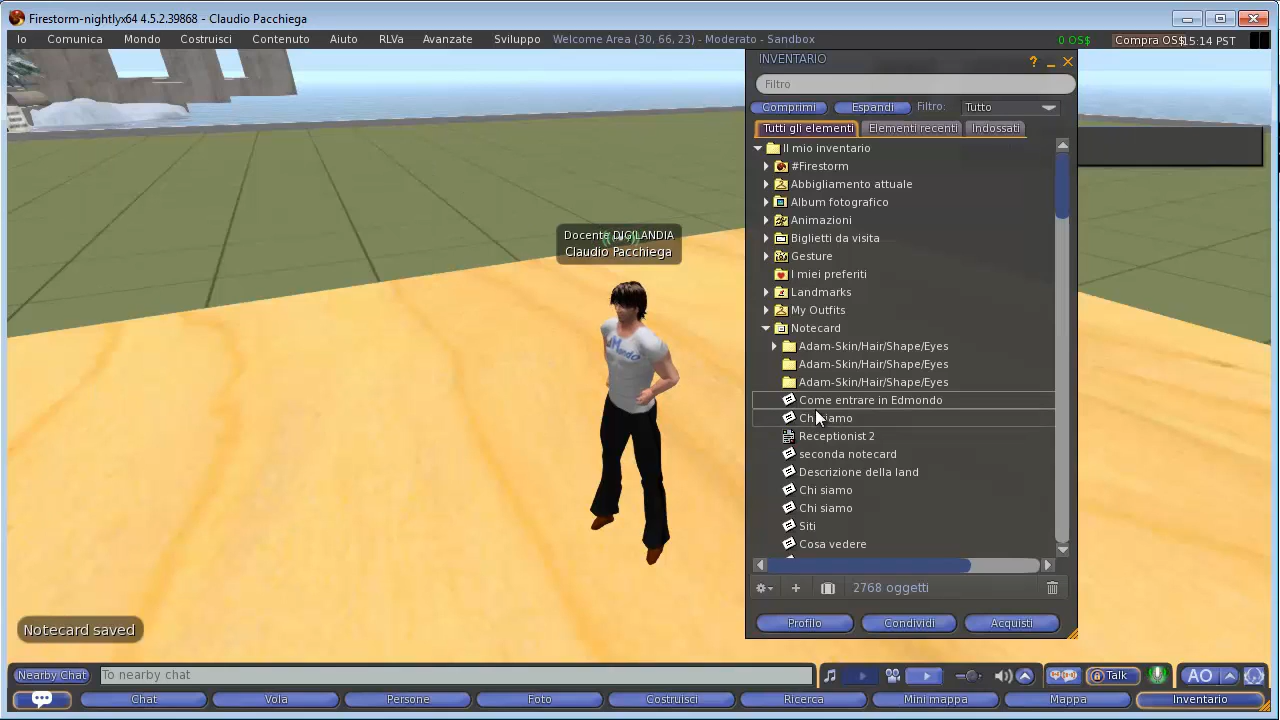 Firestorm-nightlyx64 4.5.2.39868 - Claudio Pacchiega
Io Comunica Mondo Costruisci Contenuto Aiuto RLVa Avanzate Sviluppo Welcome Area (30, 66, 23) - Moderato - Sandbox 0 OS$ Compra OS$ 15:14 PST
INVENTARIO
?
Filtro
Comprimi Espandi Filtro: Tutto
Tutti gli elementi Elementi recenti Indossati
Il mio inventario
#Firestorm
Abbigliamento attuale
Album fotografico
Animazioni
Biglietti da visita
Gesture
I miei preferiti
Landmarks
My Outfits
Notecard
Adam-Skin/Hair/Shape/Eyes
Adam-Skin/Hair/Shape/Eyes
Adam-Skin/Hair/Shape/Eyes
Come entrare in Edmondo
Chi siamo
Receptionist 2
seconda notecard
Descrizione della land
Chi siamo
Chi siamo
Siti
Cosa vedere
2768 oggetti
Profilo Condividi Acquisti
Docente DIGILANDIA
Claudio Pacchiega
Notecard saved
Nearby Chat To nearby chat Talk AO
Chat Vola Persone Foto Costruisci Ricerca Mini mappa Mappa Inventario